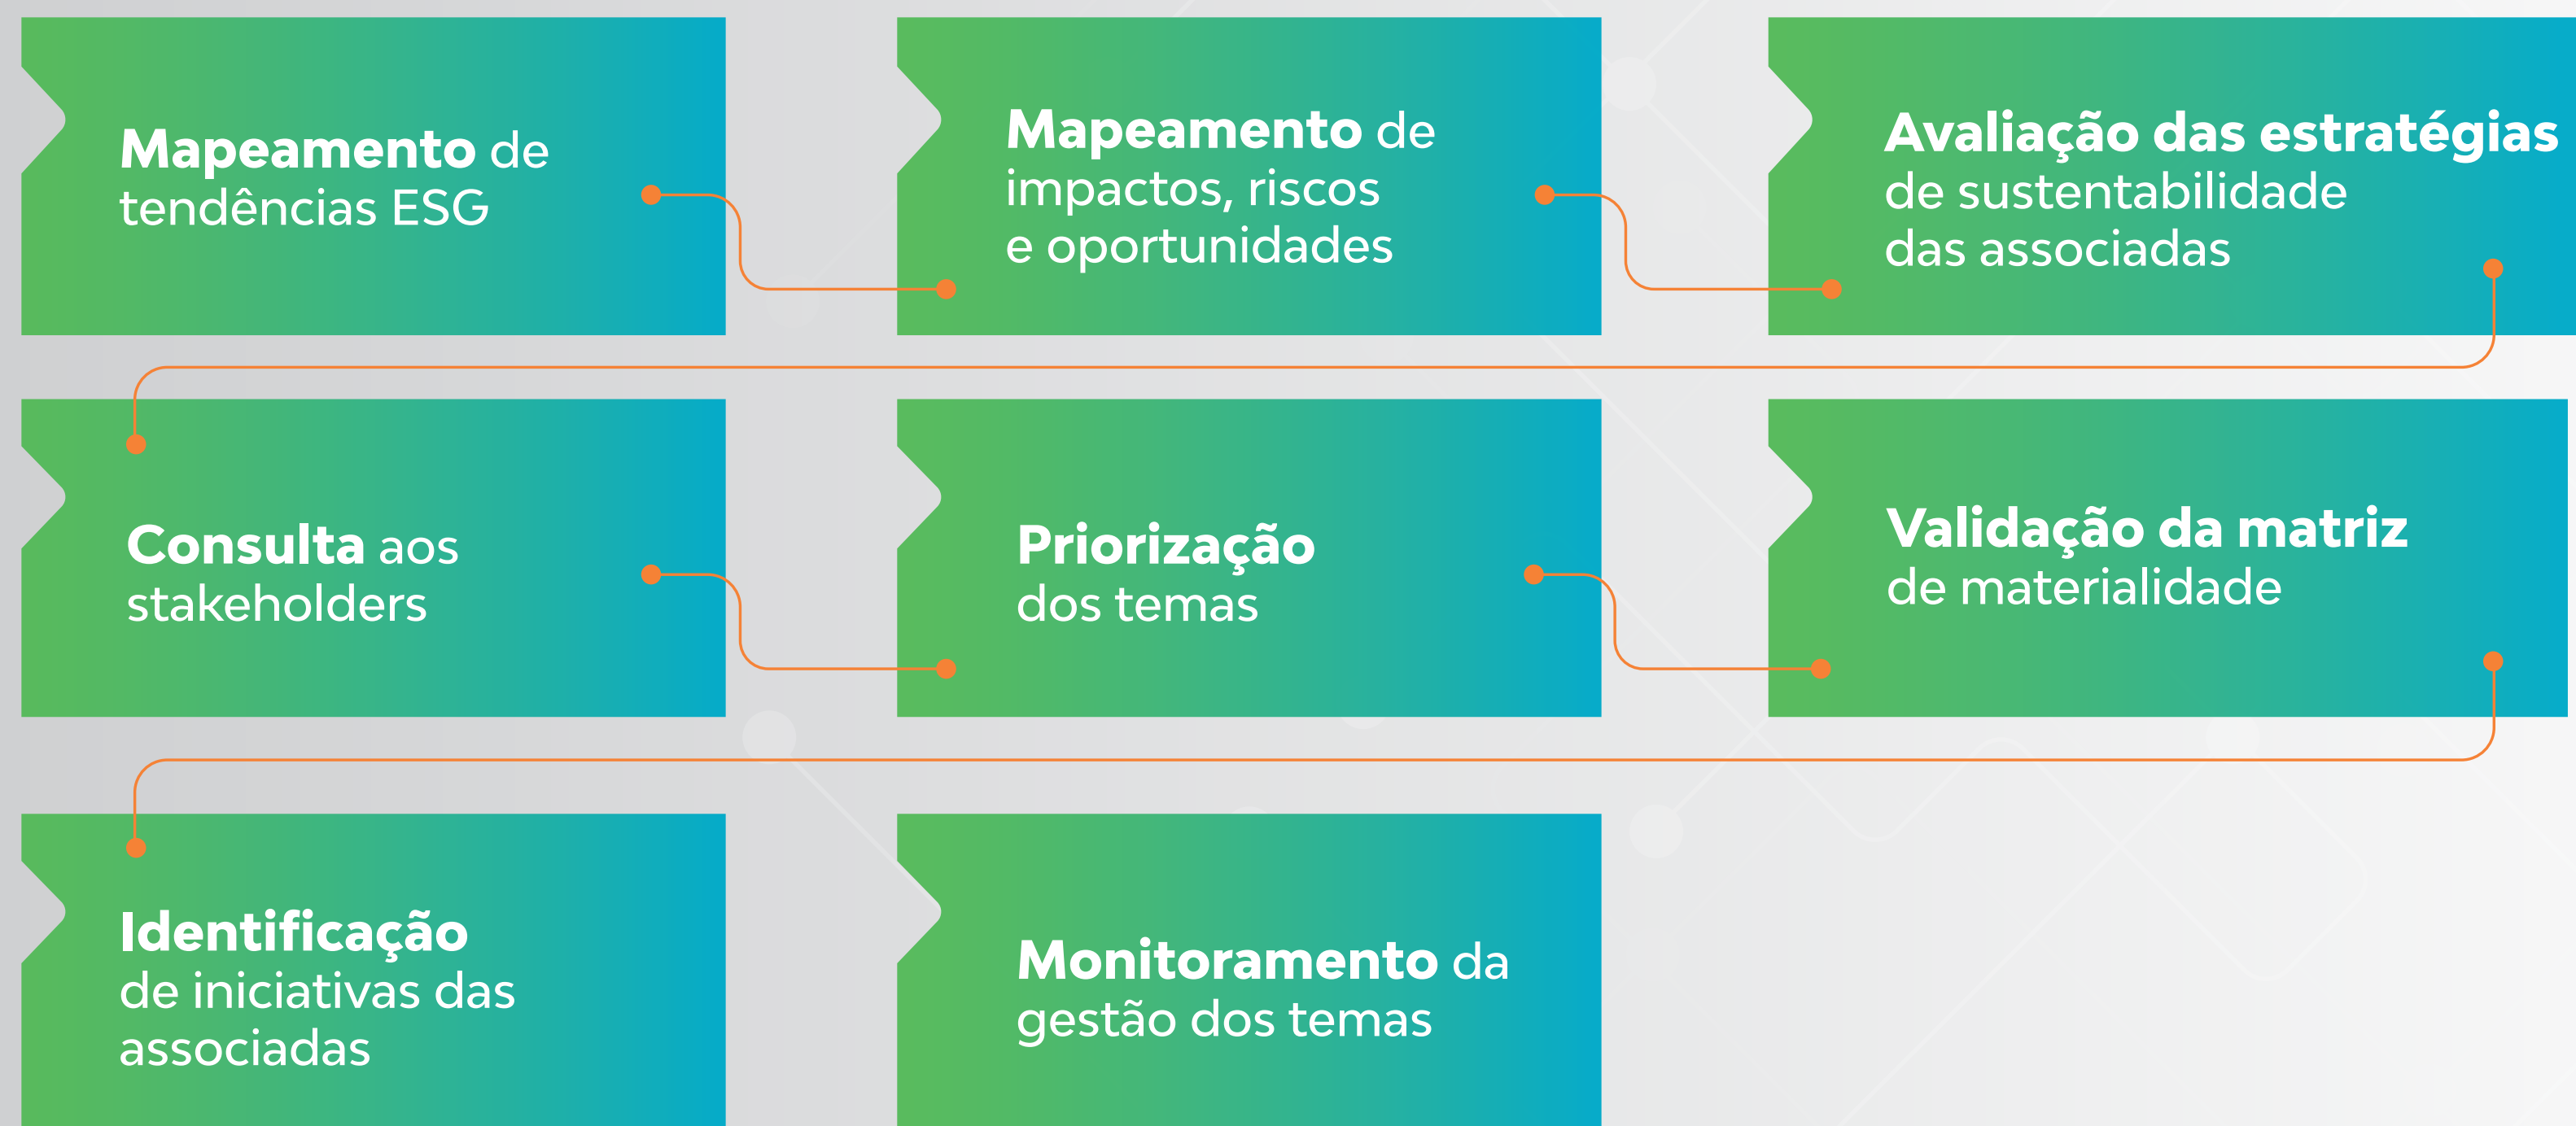 Mapeamento de
tendências ESG
Mapeamento de
impactos, riscos
e oportunidades
Avaliação das estratégias
de sustentabilidade
das associadas
Consulta aos
stakeholders
Priorização
dos temas
Validação da matriz
de materialidade
Identificação
de iniciativas das
associadas
Monitoramento da
gestão dos temas